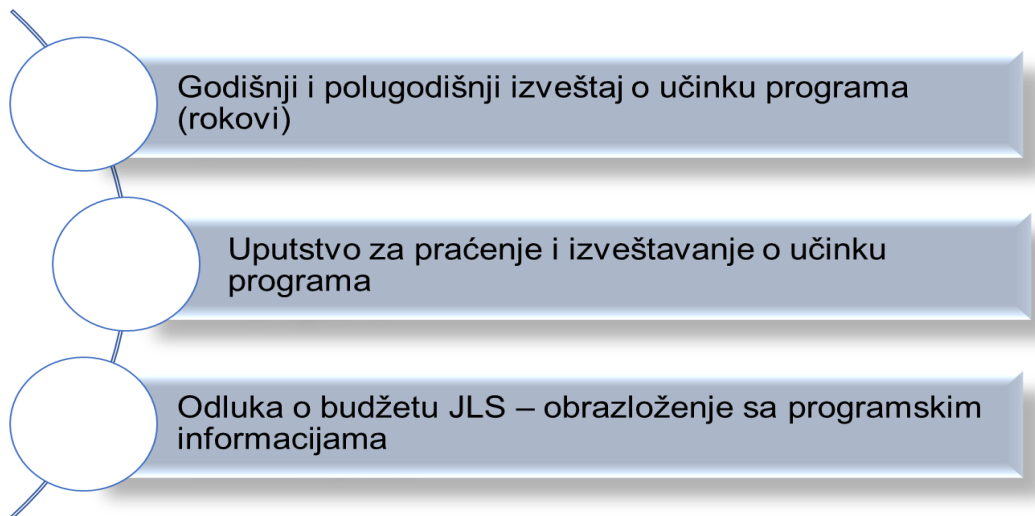 Godišnji i polugodišnji izveštaj o učinku programa
(rokovi)
Uputstvo za praćenje i izveštavanje o učinku
programa
Odluka o budžetu JLS – obrazloženje sa programskim
informacijama